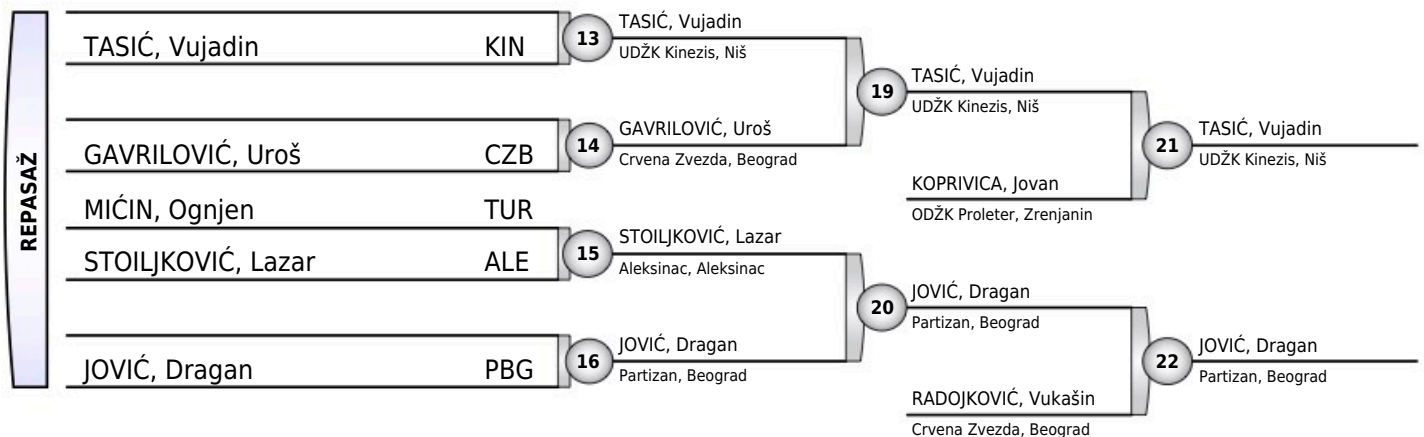 REPASAŽ
TASIĆ, Vujadin KIN
GAVRILOVIĆ, Uroš CZB
MIĆIN, Ognjen TUR
STOILJKOVIĆ, Lazar ALE
JOVIĆ, Dragan PBG
13
TASIĆ, Vujadin
UDŽK Kinezis, Niš
14
GAVRILOVIĆ, Uroš
Crvena Zvezda, Beograd
15
STOILJKOVIĆ, Lazar
Aleksinac, Aleksinac
16
JOVIĆ, Dragan
Partizan, Beograd
19
TASIĆ, Vujadin
UDŽK Kinezis, Niš
KOPRIVICA, Jovan
ODŽK Proleter, Zrenjanin
20
JOVIĆ, Dragan
Partizan, Beograd
RADOJKOVIĆ, Vukašin
Crvena Zvezda, Beograd
21
TASIĆ, Vujadin
UDŽK Kinezis, Niš
22
JOVIĆ, Dragan
Partizan, Beograd